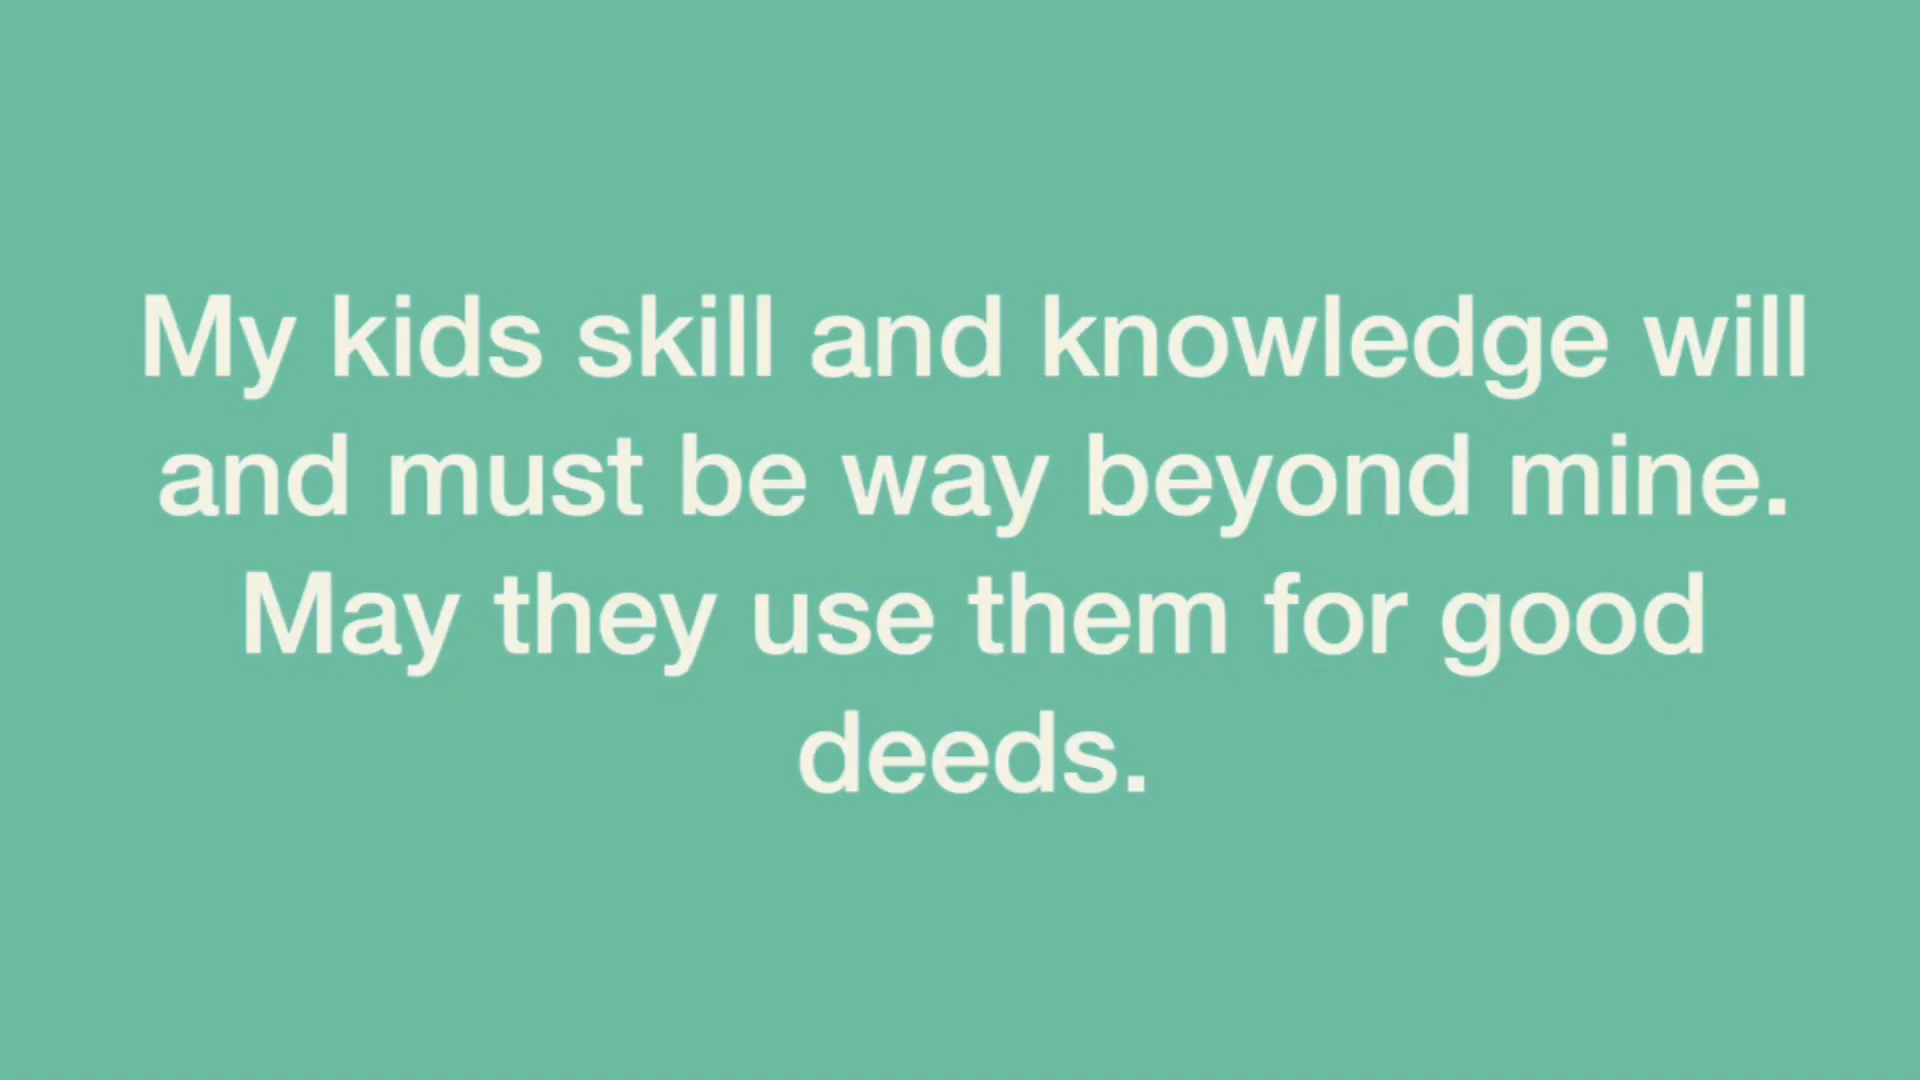 My kids skill and knowledge will
and must be way beyond mine.
May they use them for good
deeds.